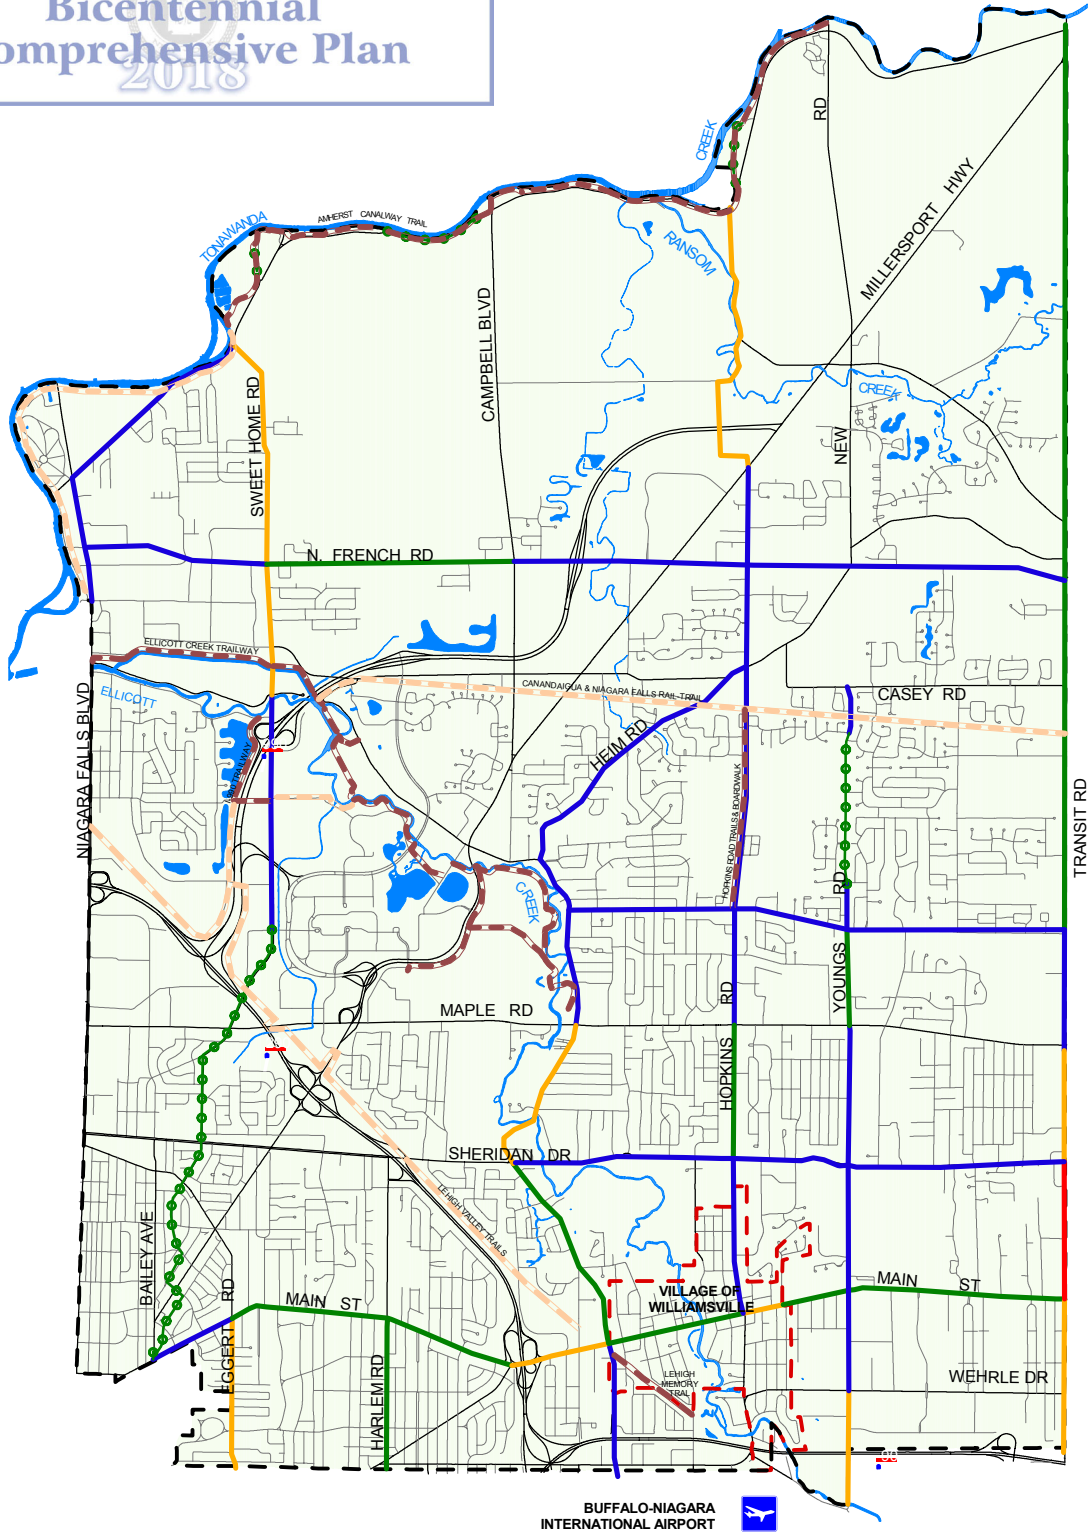 Bicentennial
omprehensive Plan
2018
CREEK
RD
TONAWANDA
AMHERST CANALWAY TRAIL
RANSOM
MILLERSPORT HWY
CAMPBELL BLVD
SWEET HOME RD
CREEK
NEW
N. FRENCH RD
ELLICOTT CREEK TRAILWAY
ELLICOTT
CANANDAIGUA & NIAGARA FALLS RAIL-TRAIL
CASEY RD
NIAGARA FALLS BLVD
HEIM RD
TRAILWAY
HOPKINS ROAD TRAILS & BOARDWALK
TRANSIT RD
CREEK
RD
YOUNGS
MAPLE RD
RD
HOPKINS
SHERIDAN DR
LEHIGH VALLEY TRAILS
BAILEY AVE
EGGERT RD
MAIN ST
VILLAGE OF
WILLIAMSVILLE
MAIN ST
HARLEM RD
LEHIGH
MEMORY
TRAIL
WEHRLE DR
BUFFALO-NIAGARA
INTERNATIONAL AIRPORT